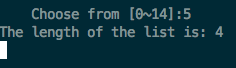 Choose from [0~14]:5
The length of the list is: 4